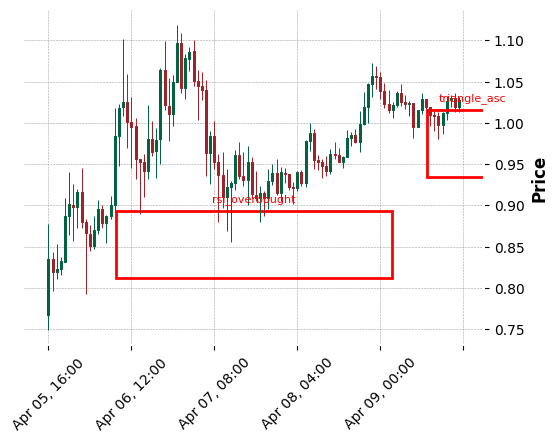 1.10
1.05
triangle_asc
1.00
0.95
Price
rsi_overbought
0.90
0.85
0.80
0.75
Apr 05, 16:00
Apr 06, 12:00
Apr 07, 08:00
Apr 08, 04:00
Apr 09, 00:00